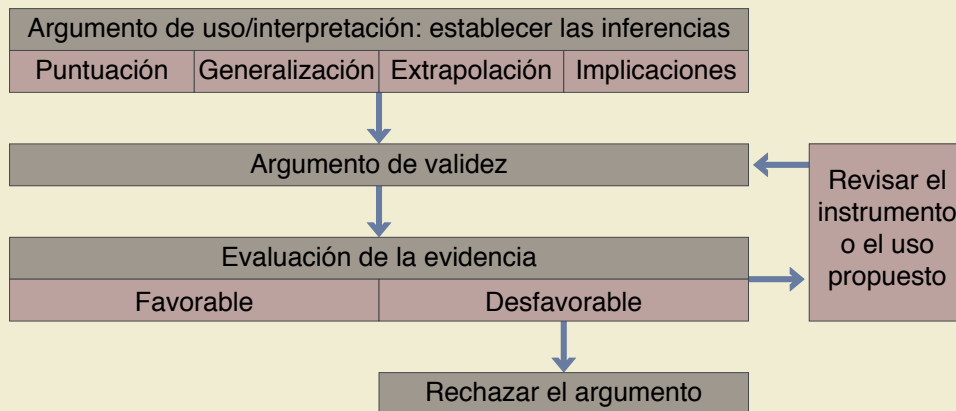 Argumento de uso/interpretación: establecer las inferencias
Puntuación
Generalización
Extrapolación
Implicaciones
Argumento de validez
Revisar el
instrumento
o el uso
propuesto
Evaluación de la evidencia
Favorable
Desfavorable
Rechazar el argumento